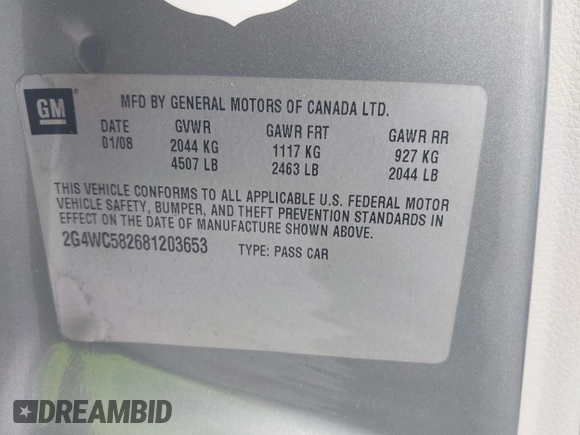 GM
MFD BY GENERAL MOTORS OF CANADA LTD.
DATE GVWR GAWR FRT GAWR RR
01/08 2044 KG 1117 KG 927 KG
4507 LB 2463 LB 2044 LB
THIS VEHICLE CONFORMS TO ALL APPLICABLE U.S. FEDERAL MOTOR
VEHICLE SAFETY, BUMPER, AND THEFT PREVENTION STANDARDS IN
EFFECT ON THE DATE OF MANUFACTURE SHOWN ABOVE.
2G4WC582681203653 TYPE: PASS CAR
DREAMBID